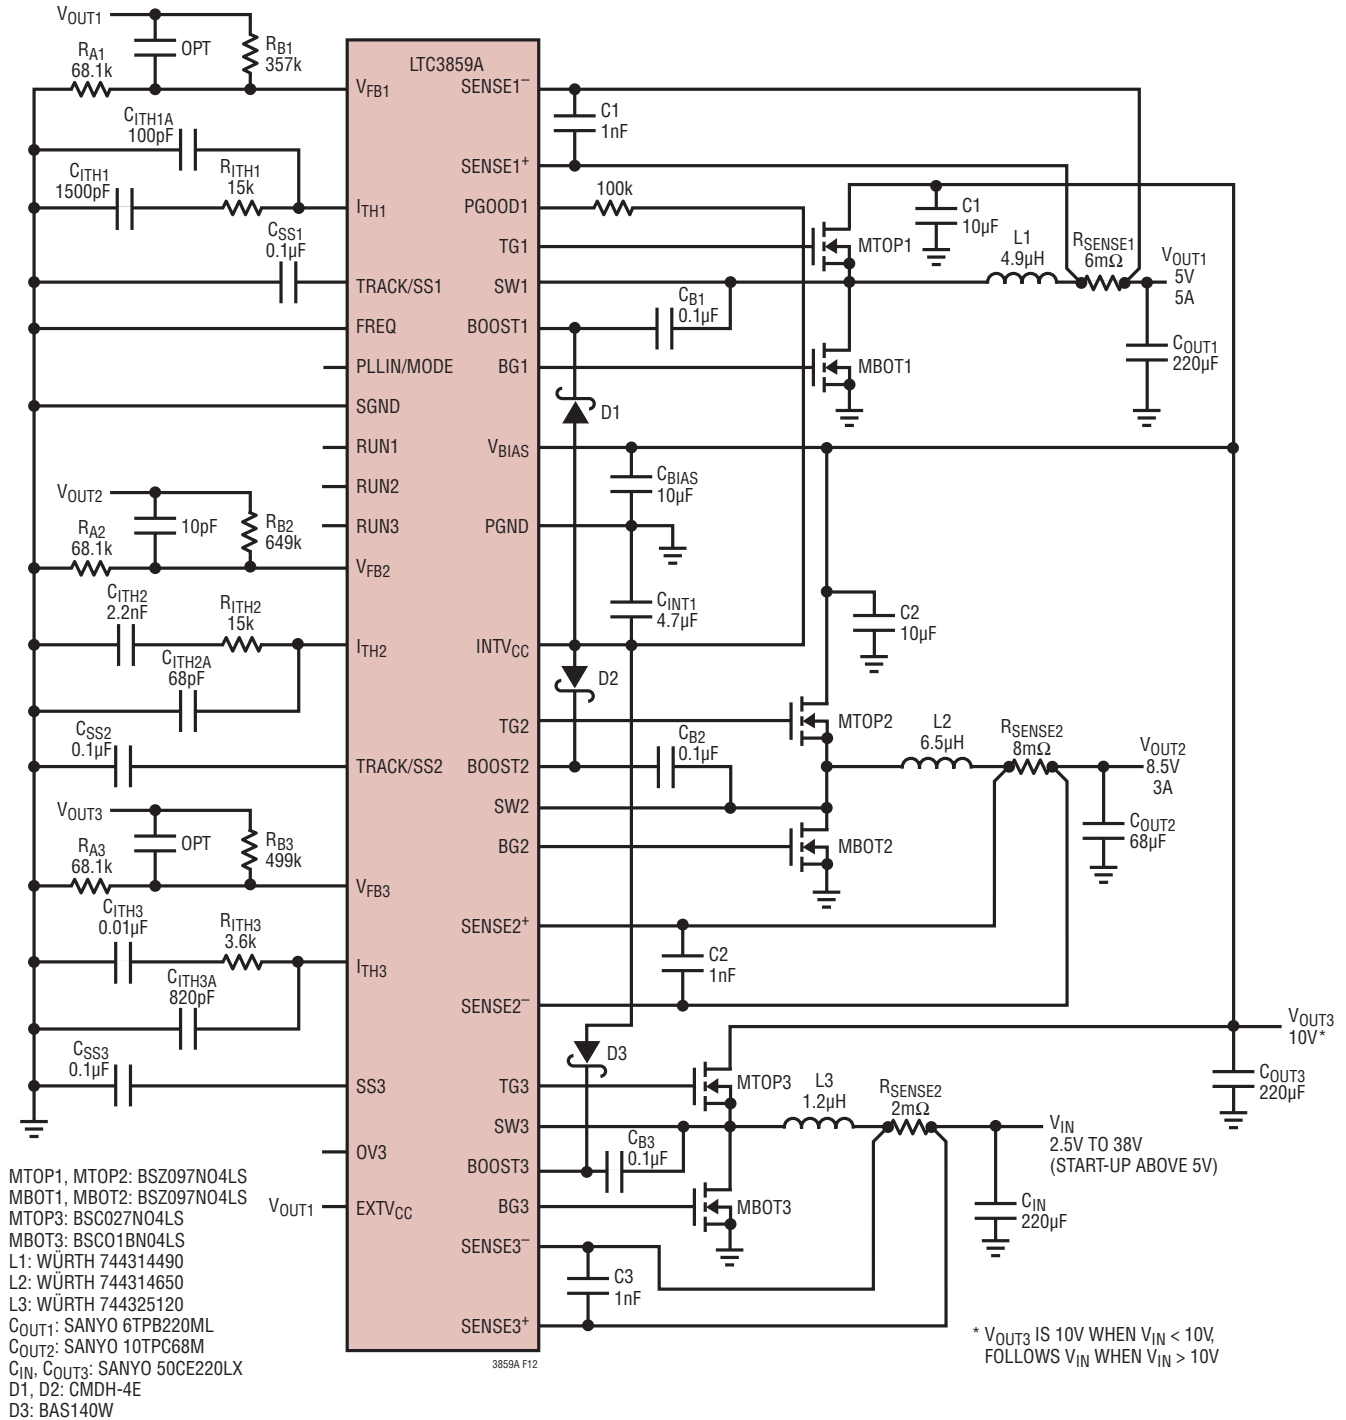 VOUT1
OPT
RB1
357k
RA1
68.1k
CITH1A
100pF
CITH1
1500pF
RITH1
15k
CSS1
0.1µF
VOUT2
10pF
RB2
649k
RA2
68.1k
CITH2
2.2nF
RITH2
15k
CITH2A
68pF
CSS2
0.1µF
VOUT3
OPT
RB3
499k
RA3
68.1k
CITH3
0.01µF
RITH3
3.6k
CITH3A
820pF
CSS3
0.1µF
VOUT1
LTC3859A
VFB1
ITH1
TRACK/SS1
FREQ
PLLIN/MODE
SGND
RUN1
RUN2
RUN3
VFB2
ITH2
TRACK/SS2
VFB3
ITH3
SS3
OV3
EXTVCC
SENSE1–
SENSE1+
PGOOD1
TG1
SW1
BOOST1
BG1
VBIAS
PGND
INTVCC
TG2
BOOST2
SW2
BG2
SENSE2+
SENSE2–
TG3
SW3
BOOST3
BG3
SENSE3–
SENSE3+
C1
1nF
100k
MTOP1
C1
10µF
L1
4.9µH
RSENSE1
6mΩ
VOUT1
5V
5A
CB1
0.1µF
COUT1
220µF
MBOT1
D1
CBIAS
10µF
CINT1
4.7µF
C2
10µF
D2
MTOP2
L2
6.5µH
RSENSE2
8mΩ
VOUT2
8.5V
3A
CB2
0.1µF
COUT2
68µF
MBOT2
C2
1nF
VOUT3
10V*
D3
MTOP3
L3
1.2µH
RSENSE2
2mΩ
COUT3
220µF
VIN
2.5V TO 38V
(START-UP ABOVE 5V)
CB3
0.1µF
MBOT3
CIN
220µF
C3
1nF
MTOP1, MTOP2: BSZ097NO4LS
MBOT1, MBOT2: BSZ097NO4LS
MTOP3: BSC027NO4LS
MBOT3: BSCO1BN04LS
L1: WÜRTH 744314490
L2: WÜRTH 744314650
L3: WÜRTH 744325120
COUT1: SANYO 6TPB220ML
COUT2: SANYO 10TPC68M
CIN, COUT3: SANYO 50CE220LX
D1, D2: CMDH-4E
D3: BAS140W
3859A F12
* VOUT3 IS 10V WHEN VIN < 10V,
FOLLOWS VIN WHEN VIN > 10V